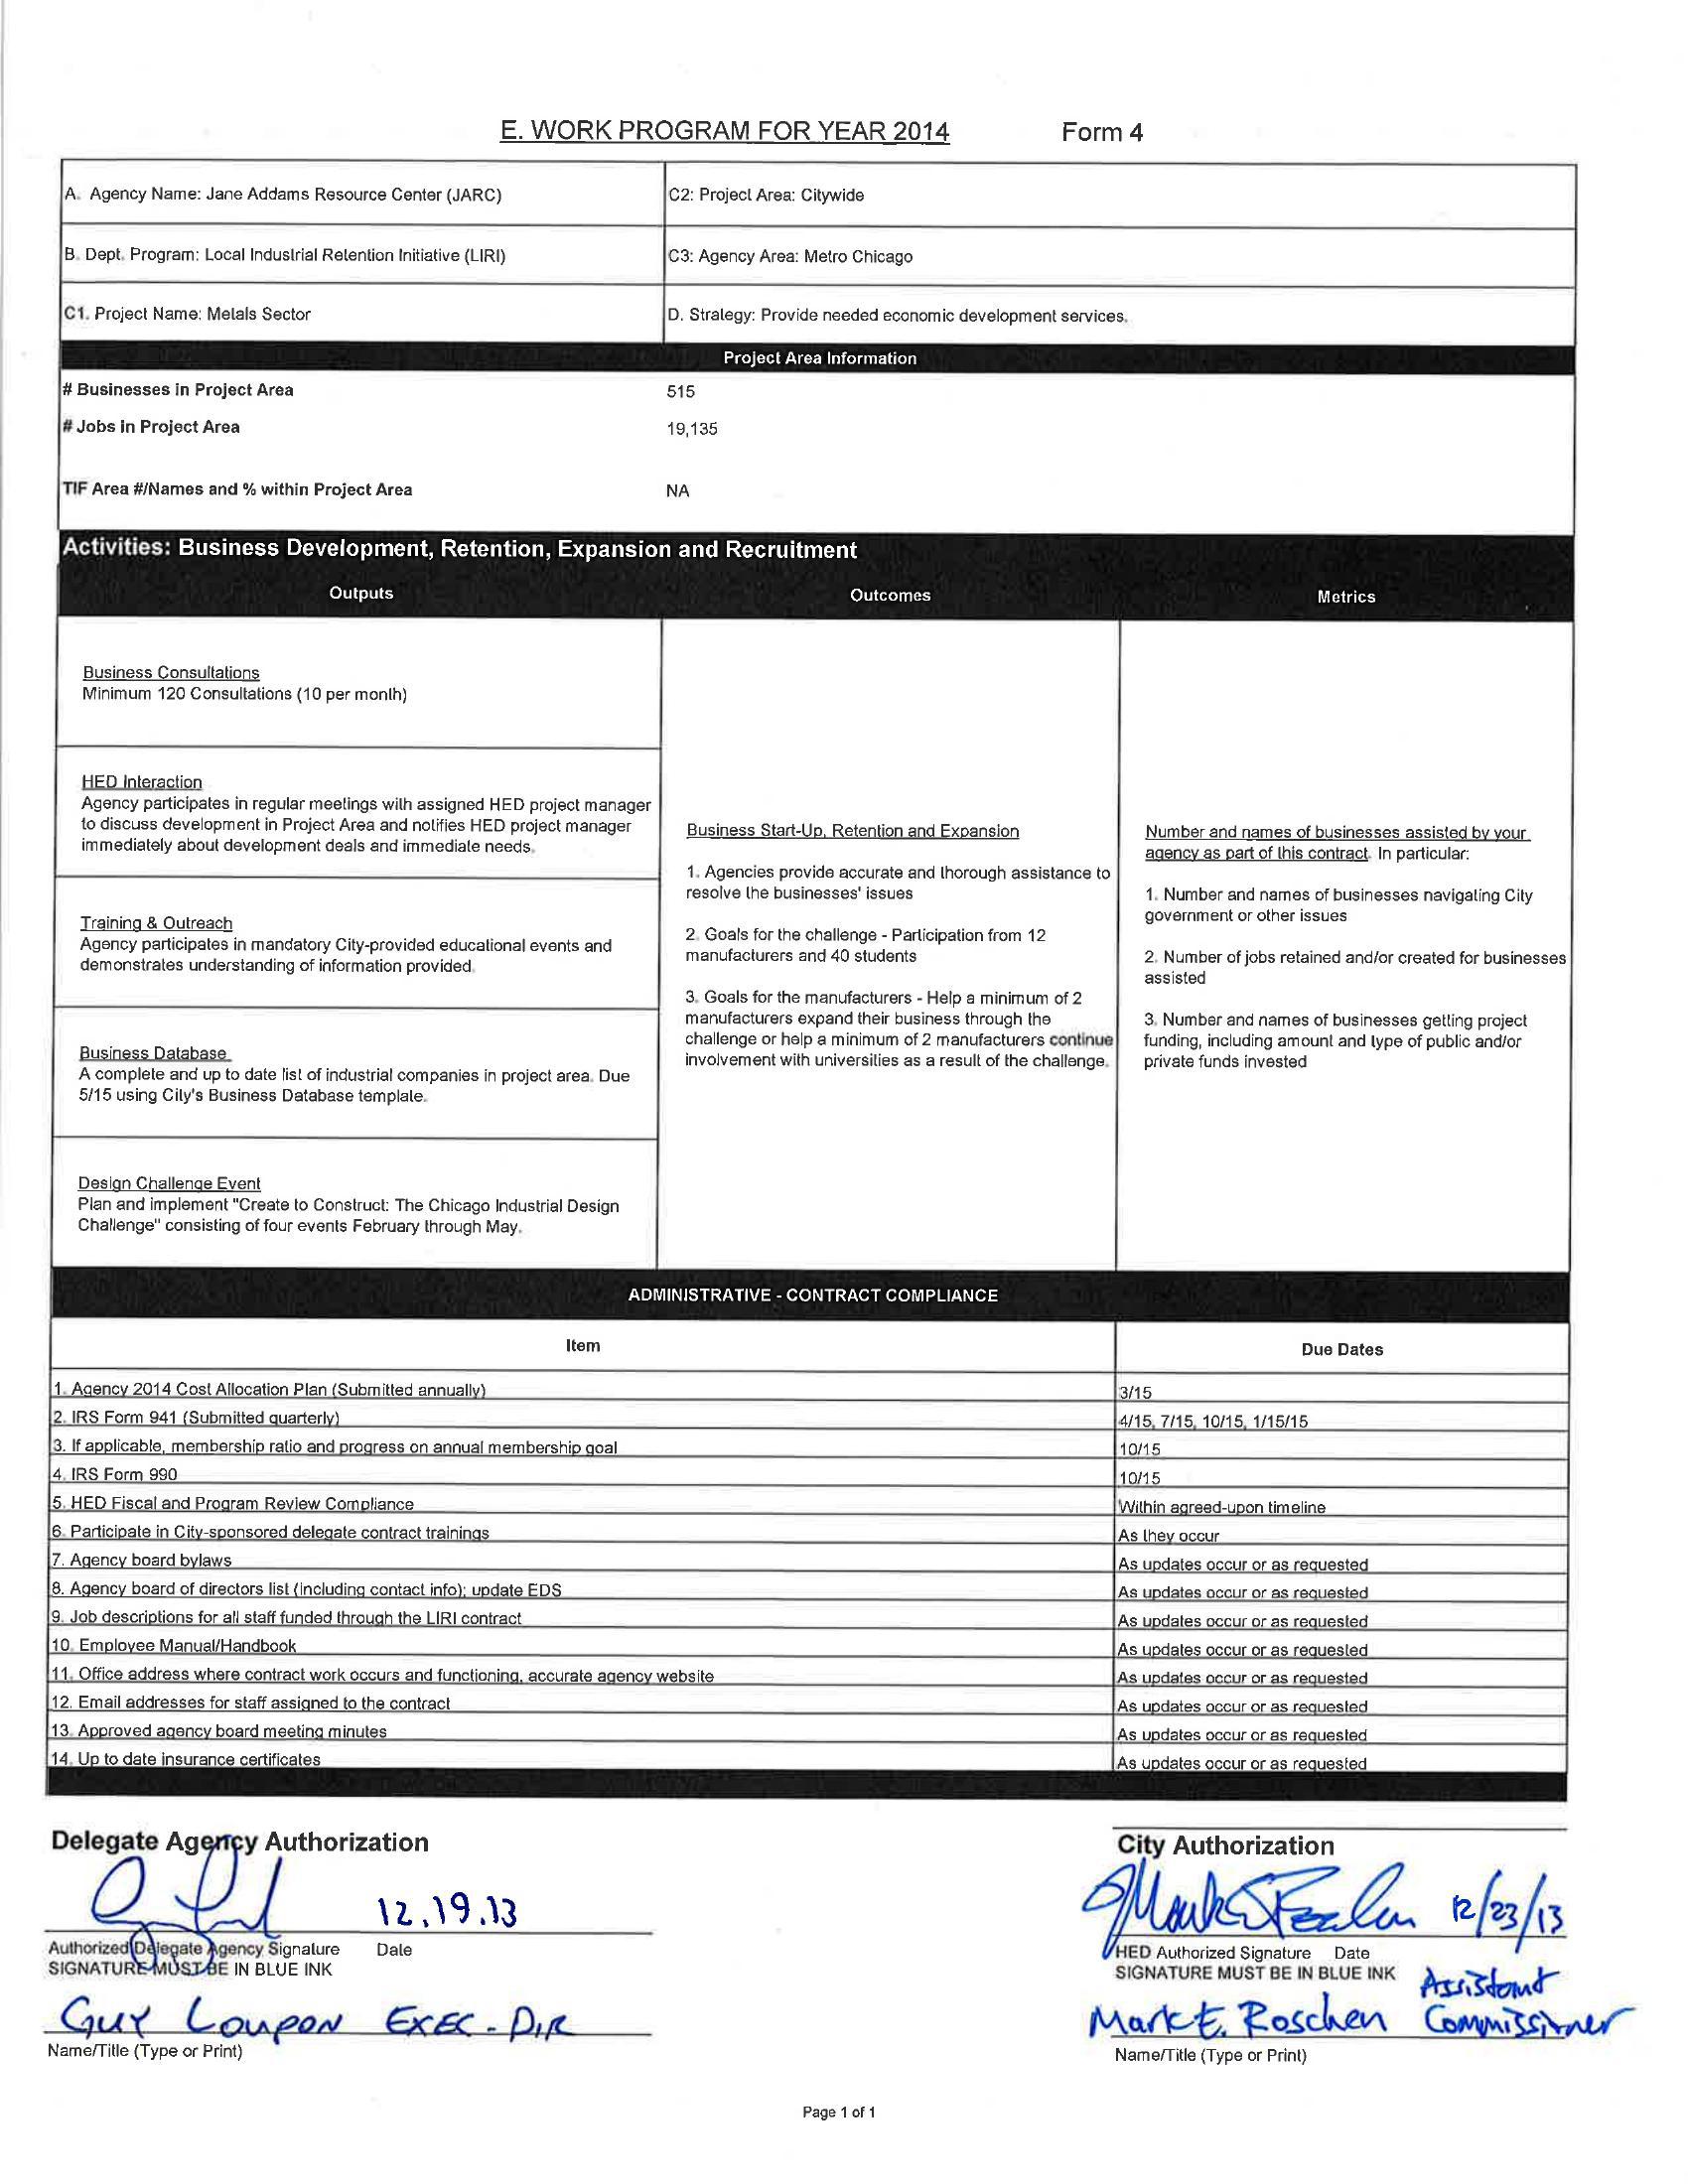 E. WORK PROGRAM FOR YEAR 2014 Form 4
A. Agency Name: Jane Addams Resource Center (JARC) C2: Project Area: Citywide
B. Dept. Program: Local Industrial Retention Initiative (LIRI) C3: Agency Area: Metro Chicago
C1. Project Name: Metals Sector D. Strategy: Provide needed economic development services.
Project Area Information
# Businesses in Project Area 515
# Jobs in Project Area 19,135
TIF Area #/Names and % within Project Area NA
Activities: Business Development, Retention, Expansion and Recruitment
Outputs Outcomes Metrics
Business Consultations
Minimum 120 Consultations (10 per month)
HED Interaction
Agency participates in regular meetings with assigned HED project manager
to discuss development in Project Area and notifies HED project manager
immediately about development deals and immediate needs.
Training & Outreach
Agency participates in mandatory City-provided educational events and
demonstrates understanding of information provided.
Business Database
A complete and up to date list of industrial companies in project area. Due
5/15 using City's Business Database template.
Design Challenge Event
Plan and implement "Create to Construct: The Chicago Industrial Design
Challenge" consisting of four events February through May.
Business Start-Up, Retention and Expansion
1. Agencies provide accurate and thorough assistance to
resolve the businesses' issues
2. Goals for the challenge - Participation from 12
manufacturers and 40 students
3. Goals for the manufacturers - Help a minimum of 2
manufacturers expand their business through the
challenge or help a minimum of 2 manufacturers continue
involvement with universities as a result of the challenge.
Number and names of businesses assisted by your
agency as part of this contract. In particular:
1. Number and names of businesses navigating City
government or other issues
2. Number of jobs retained and/or created for businesses
assisted
3. Number and names of businesses getting project
funding, including amount and type of public and/or
private funds invested
ADMINISTRATIVE - CONTRACT COMPLIANCE
Item Due Dates
1. Agency 2014 Cost Allocation Plan (Submitted annually) 3/15
2. IRS Form 941 (Submitted quarterly) 4/15, 7/15, 10/15, 1/15/15
3. If applicable, membership ratio and progress on annual membership goal 10/15
4. IRS Form 990 10/15
5. HED Fiscal and Program Review Compliance Within agreed-upon timeline
6. Participate in City-sponsored delegate contract trainings As they occur
7. Agency board bylaws As updates occur or as requested
8. Agency board of directors list (including contact info); update EDS As updates occur or as requested
9. Job descriptions for all staff funded through the LIRI contract As updates occur or as requested
10. Employee Manual/Handbook As updates occur or as requested
11. Office address where contract work occurs and functioning, accurate agency website As updates occur or as requested
12. Email addresses for staff assigned to the contract As updates occur or as requested
13. Approved agency board meeting minutes As updates occur or as requested
14. Up to date insurance certificates As updates occur or as requested
Delegate Agency Authorization
12.19.13
Authorized Delegate Agency Signature Date
SIGNATURE MUST BE IN BLUE INK
Guy Loupon Exec. Dir
Name/Title (Type or Print)
City Authorization
12/23/13
HED Authorized Signature Date
SIGNATURE MUST BE IN BLUE INK
Mark E. Roschen Assistant Commissioner
Name/Title (Type or Print)
Page 1 of 1